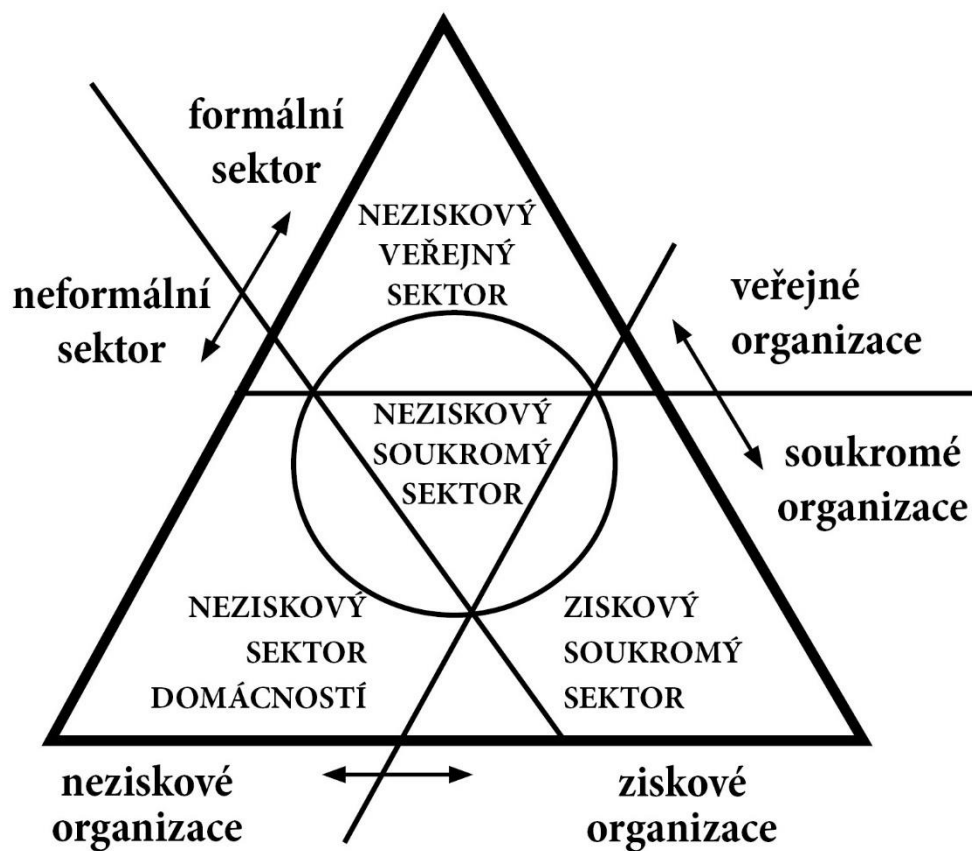 formální
sektor
neformální
sektor
NEZISKOVÝ
VEŘEJNÝ
SEKTOR
veřejné
organizace
NEZISKOVÝ
SOUKROMÝ
SEKTOR
soukromé
organizace
NEZISKOVÝ
SEKTOR
DOMÁCNOSTÍ
ZISKOVÝ
SOUKROMÝ
SEKTOR
neziskové
organizace
ziskové
organizace